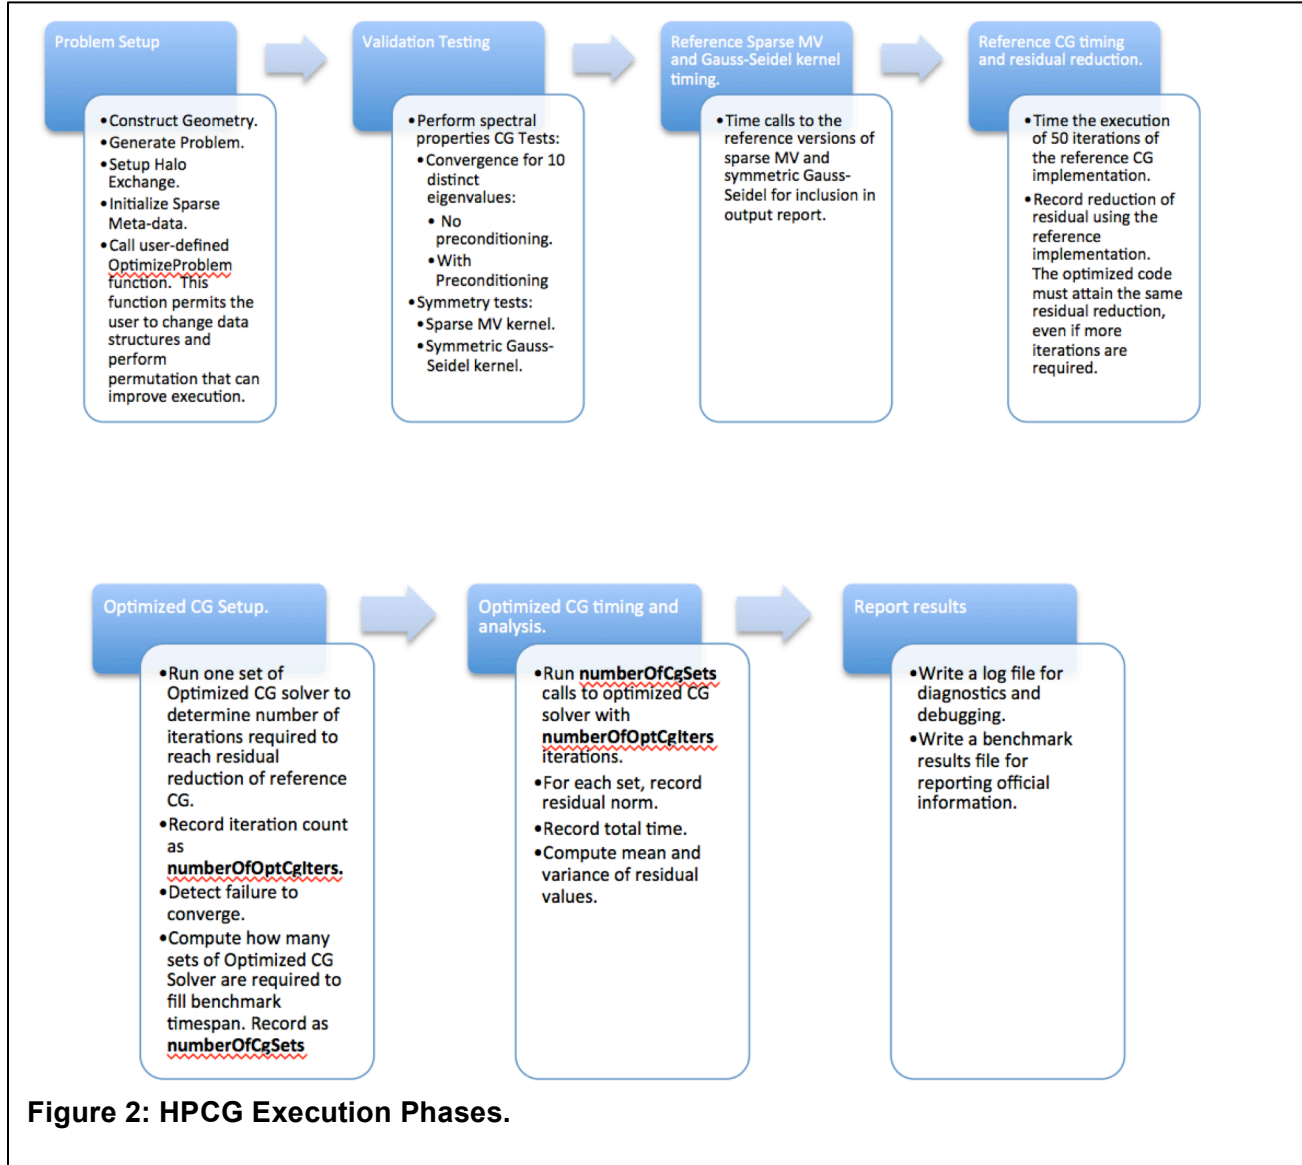 Problem Setup
• Construct Geometry.
• Generate Problem.
• Setup Halo
Exchange.
• Initialize Sparse
Meta-data.
• Call user-defined
OptimizeProblem
function. This
function permits the
user to change data
structures and
perform
permutation that can
improve execution.
Validation Testing
• Perform spectral
properties CG Tests:
• Convergence for 10
distinct
eigenvalues:
• No
preconditioning.
• With
Preconditioning
• Symmetry tests:
• Sparse MV kernel.
• Symmetric Gauss-
Seidel kernel.
Reference Sparse MV
and Gauss-Seidel kernel
timing.
• Time calls to the
reference versions of
sparse MV and
symmetric Gauss-
Seidel for inclusion in
output report.
Reference CG timing
and residual reduction.
• Time the execution
of 50 iterations of
the reference CG
implementation.
• Record reduction of
residual using the
reference
implementation.
The optimized code
must attain the same
residual reduction,
even if more
iterations are
required.
Optimized CG Setup.
• Run one set of
Optimized CG solver to
determine number of
iterations required to
reach residual
reduction of reference
CG.
• Record iteration count
as
numberOfOptCgIters.
• Detect failure to
converge.
• Compute how many
sets of Optimized CG
Solver are required to
fill benchmark
timespan. Record as
numberOfCgSets
Optimized CG timing and
analysis.
• Run numberOfCgSets
calls to optimized CG
solver with
numberOfOptCgIters
iterations.
• For each set, record
residual norm.
• Record total time.
• Compute mean and
variance of residual
values.
Report results
• Write a log file for
diagnostics and
debugging.
• Write a benchmark
results file for
reporting official
information.
Figure 2: HPCG Execution Phases.